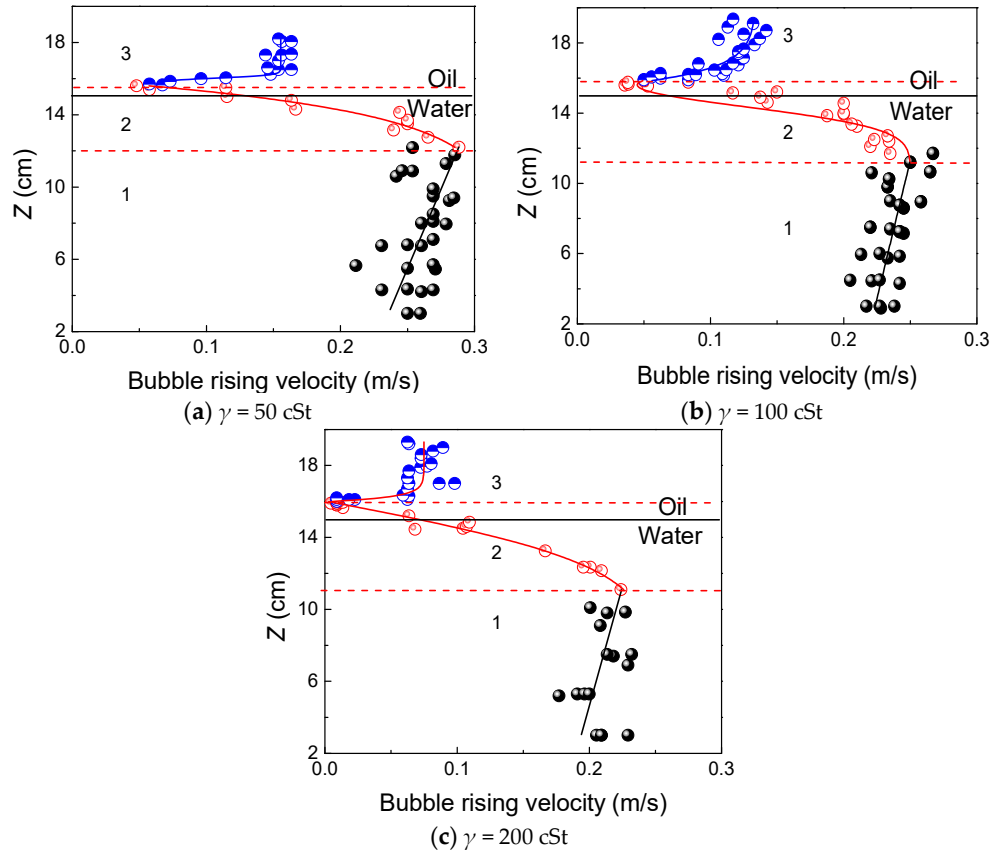 18
3
Oil
Water
14
2
Z (cm)
10
1
6
2
0.0 0.1 0.2 0.3
Bubble rising velocity (m/s)
(a) γ = 50 cSt
18
3
Oil
Water
14
2
Z (cm)
10
1
6
2
0.0 0.1 0.2 0.3
Bubble rising velocity (m/s)
(b) γ = 100 cSt
18
3
Oil
Water
14
2
Z (cm)
10
1
6
2
0.0 0.1 0.2 0.3
Bubble rising velocity (m/s)
(c) γ = 200 cSt